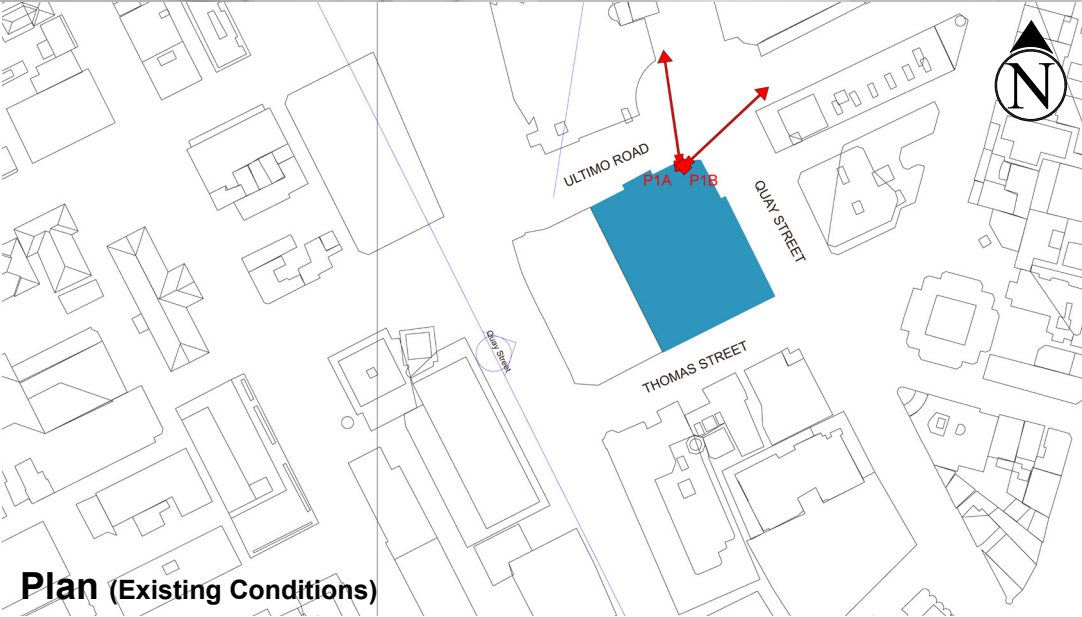 N
ULTIMO ROAD
P1A P1B
QUAY STREET
Quay Street
THOMAS STREET
Plan (Existing Conditions)